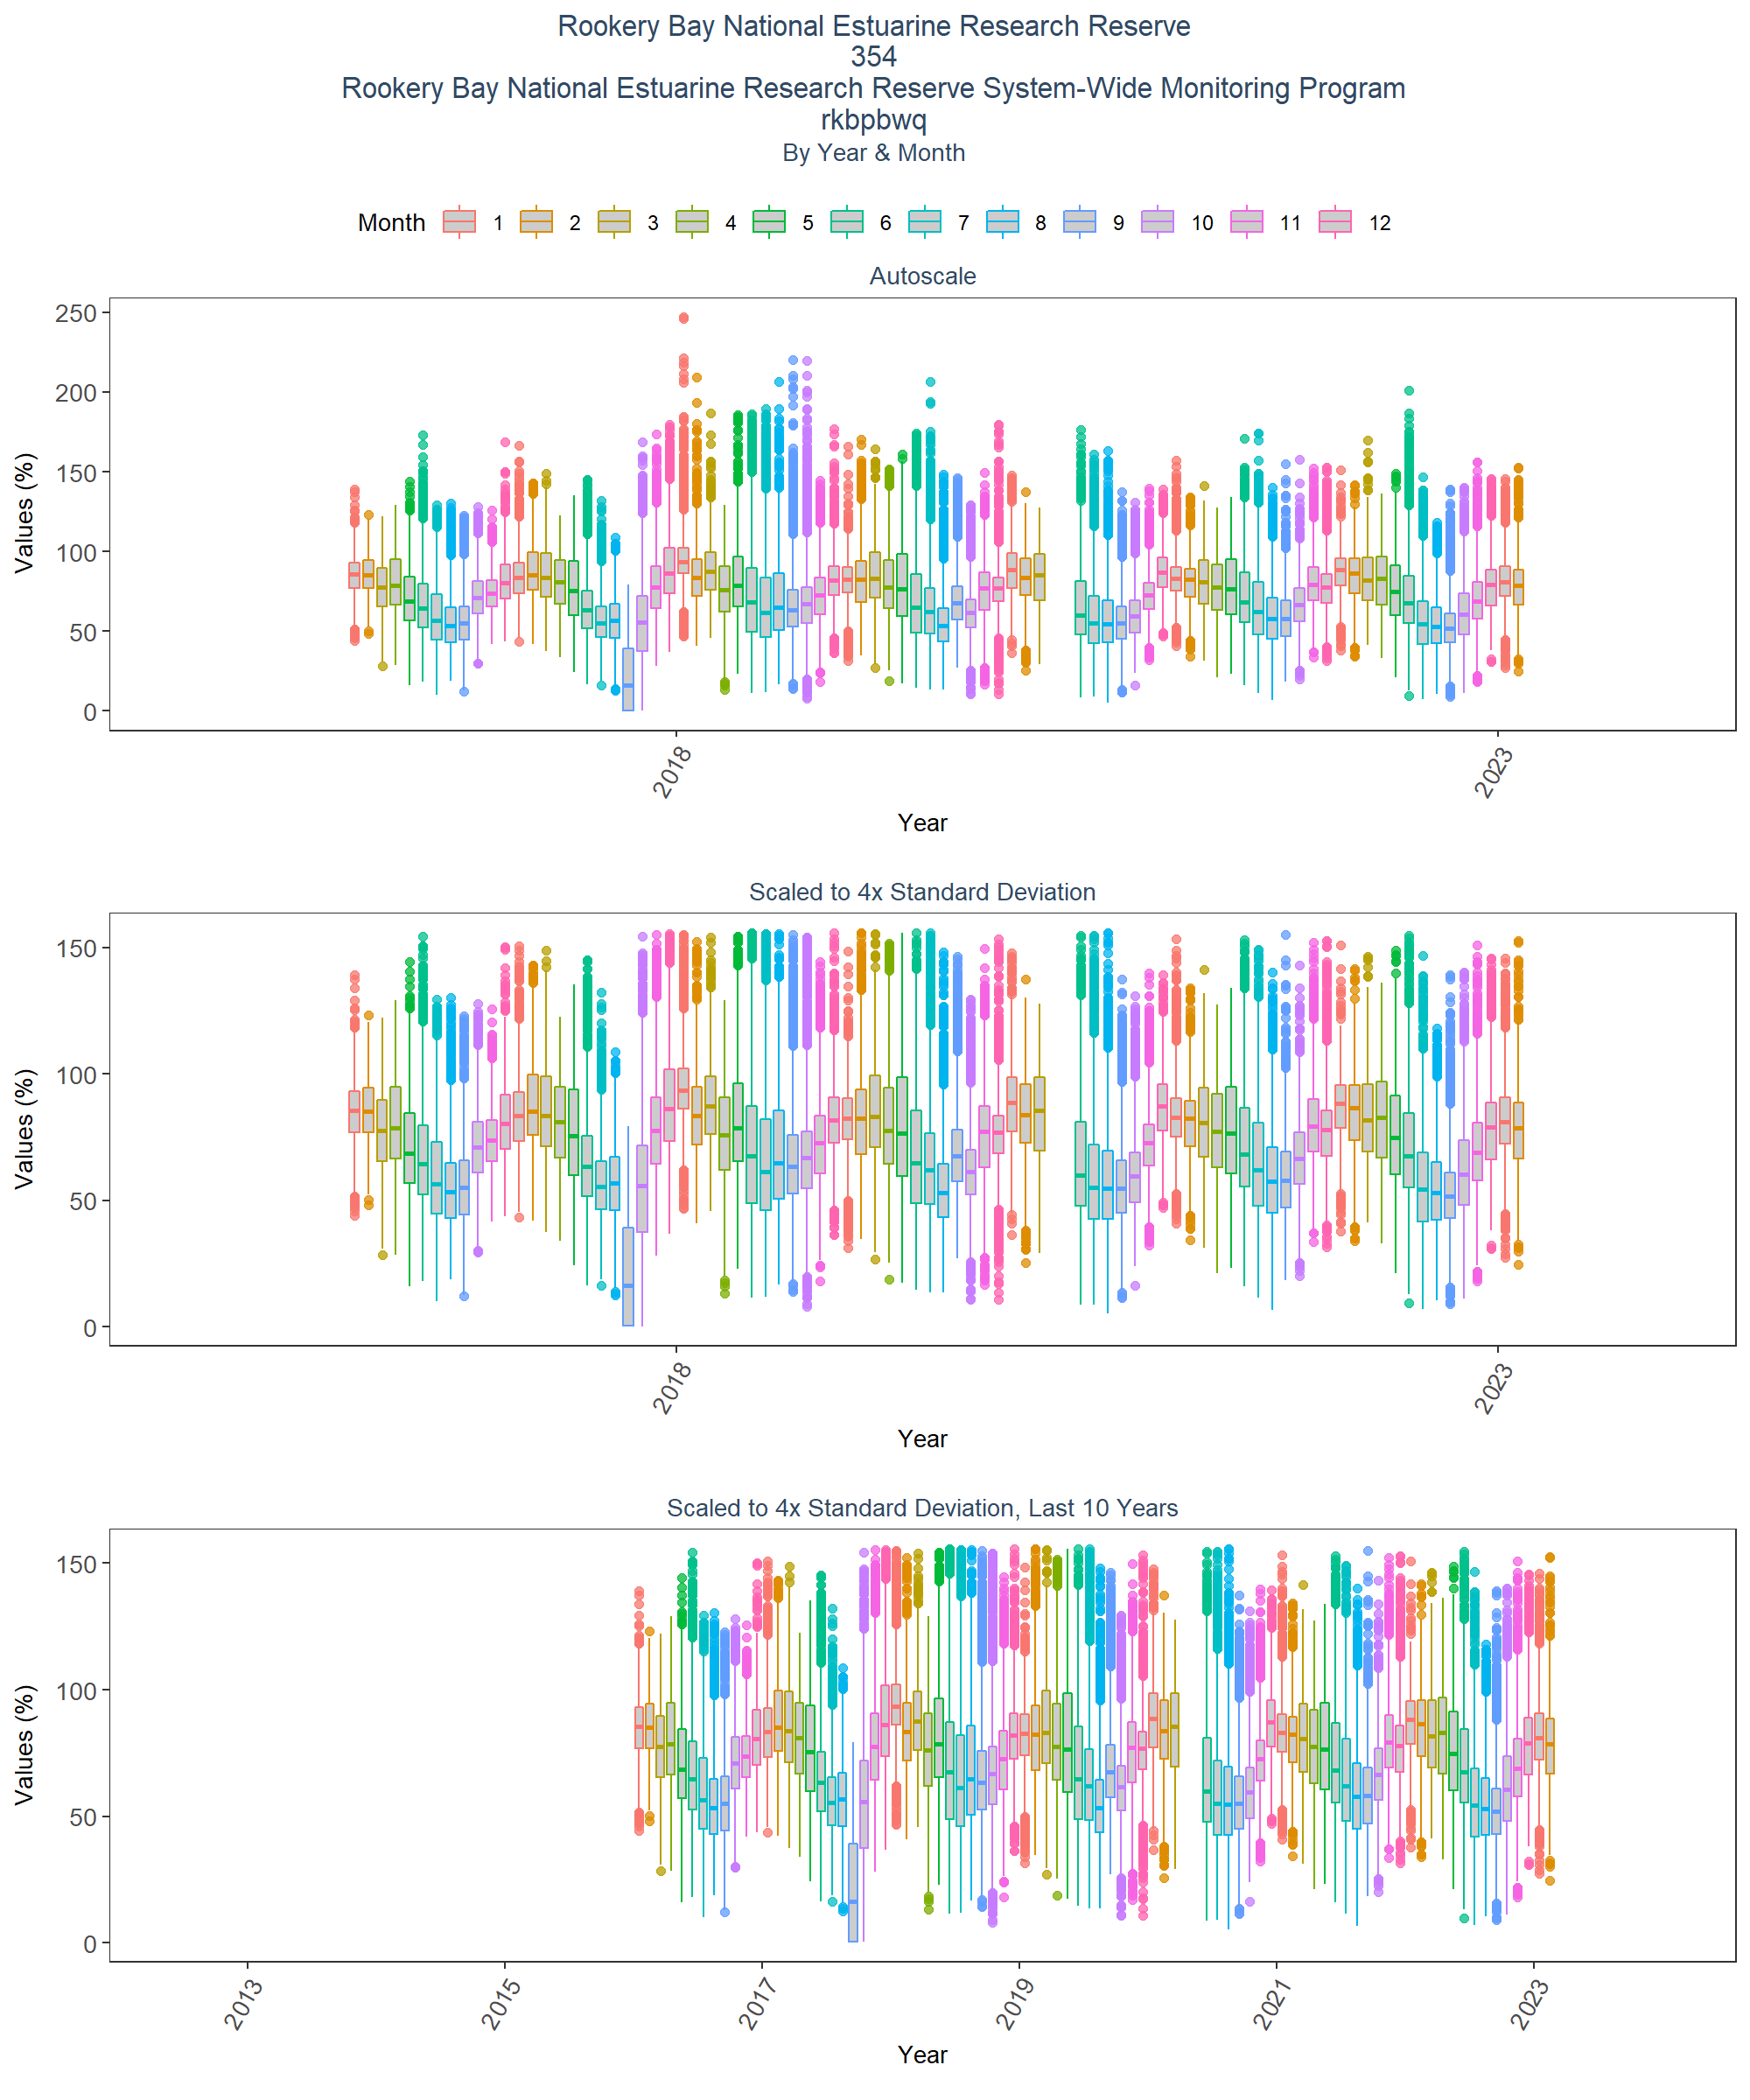 Rookery Bay National Estuarine Research Reserve
354
Rookery Bay National Estuarine Research Reserve System-Wide Monitoring Program
rkbpbwq
By Year & Month
Month 1 2 3 4 5 6 7 8 9 10 11 12
Autoscale
Values (%)
250
200
150
100
50
0
2018 2023
Year
Scaled to 4x Standard Deviation
Values (%)
150
100
50
0
2018 2023
Year
Scaled to 4x Standard Deviation, Last 10 Years
Values (%)
150
100
50
0
2013 2015 2017 2019 2021 2023
Year